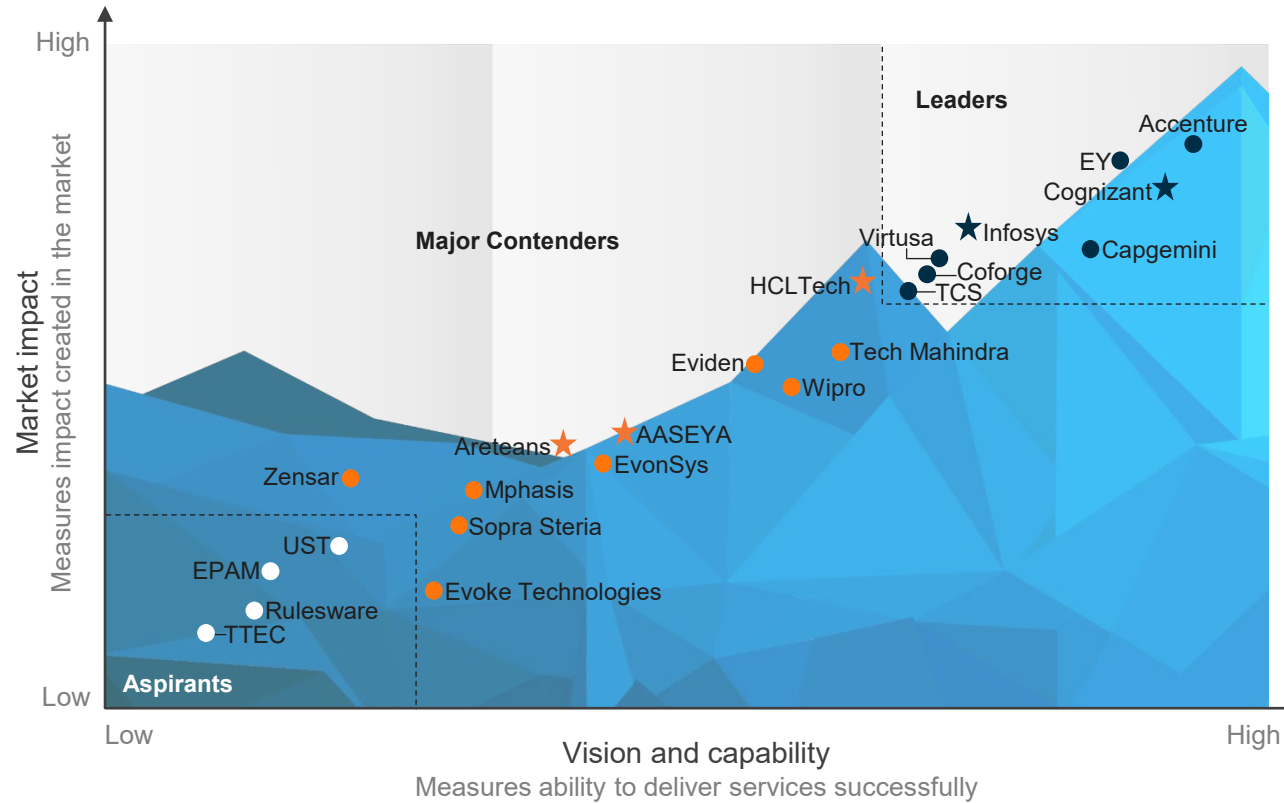 High
Leaders
Accenture
EY
Cognizant
Major Contenders
Virtusa
Infosys
Capgemini
Coforge
HCLTech
TCS
Eviden
Tech Mahindra
Wipro
Areteans
AASEYA
EvonSys
Zensar
Mphasis
Sopra Steria
UST
EPAM
Evoke Technologies
Rulesware
TTEC
Aspirants
Low
Market impact
Measures impact created in the market
Low
High
Vision and capability
Measures ability to deliver services successfully